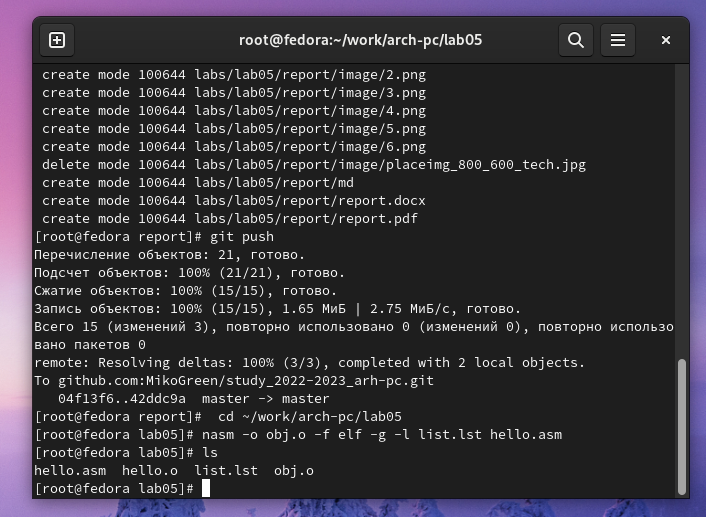 root@fedora:~/work/arch-pc/lab05
create mode 100644 labs/lab05/report/image/2.png
create mode 100644 labs/lab05/report/image/3.png
create mode 100644 labs/lab05/report/image/4.png
create mode 100644 labs/lab05/report/image/5.png
create mode 100644 labs/lab05/report/image/6.png
delete mode 100644 labs/lab05/report/image/placeimg_800_600_tech.jpg
create mode 100644 labs/lab05/report/md
create mode 100644 labs/lab05/report/report.docx
create mode 100644 labs/lab05/report/report.pdf
[root@fedora report]# git push
Перечисление объектов: 21, готово.
Подсчет объектов: 100% (21/21), готово.
Сжатие объектов: 100% (15/15), готово.
Запись объектов: 100% (15/15), 1.65 МиБ | 2.75 МиБ/с, готово.
Всего 15 (изменений 3), повторно использовано 0 (изменений 0), повторно использо
вано пакетов 0
remote: Resolving deltas: 100% (3/3), completed with 2 local objects.
To github.com:MikoGreen/study_2022-2023_arh-pc.git
   04f13f6..42ddc9a  master -> master
[root@fedora report]#  cd ~/work/arch-pc/lab05
[root@fedora lab05]# nasm -o obj.o -f elf -g -l list.lst hello.asm
[root@fedora lab05]# ls
hello.asm  hello.o  list.lst  obj.o
[root@fedora lab05]#